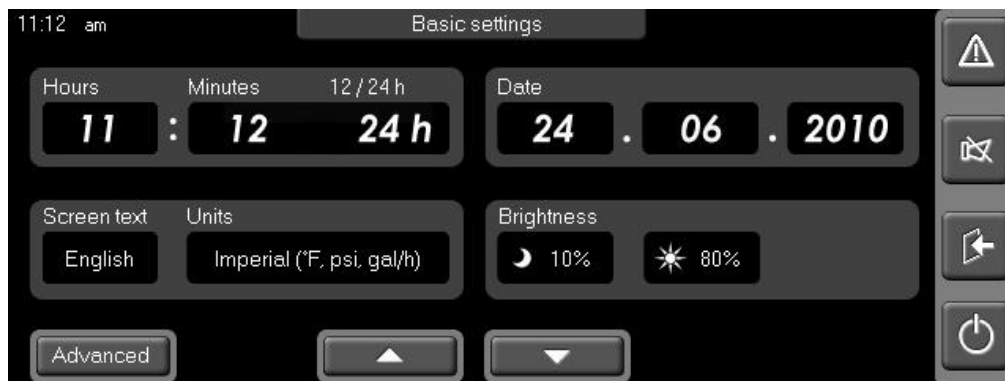 11:12 am Basic settings
Hours Minutes 12 / 24 h Date
11 : 12 24 h 24 . 06 . 2010
Screen text Units Brightness
English Imperial (°F, psi, gal/h) 10% 80%
Advanced